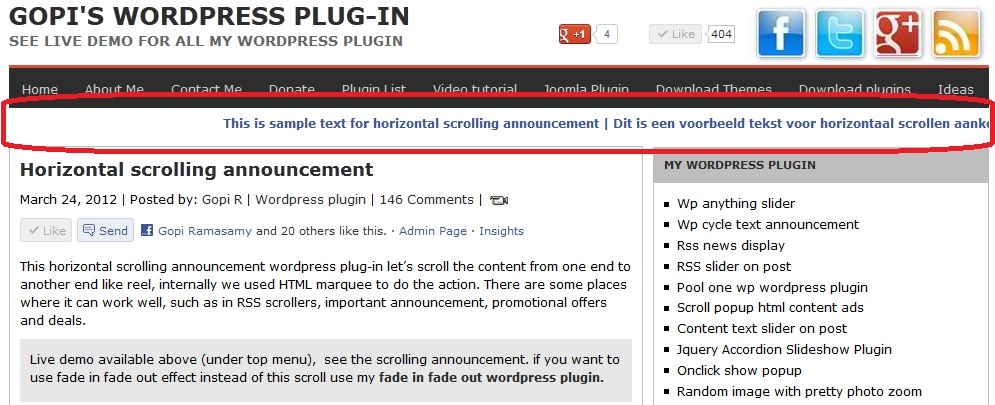 GOPI'S WORDPRESS PLUG-IN
SEE LIVE DEMO FOR ALL MY WORDPRESS PLUGIN
g +1 4
Like 404
Home About Me Contact Me Donate Plugin List Video tutorial Joomla Plugin Download Themes Download plugins Ideas
This is sample text for horizontal scrolling announcement | Dit is een voorbeeld tekst voor horizontaal scrollen aanke
Horizontal scrolling announcement
March 24, 2012 | Posted by: Gopi R | Wordpress plugin | 146 Comments |
Like Send Gopi Ramasamy and 20 others like this. · Admin Page · Insights
This horizontal scrolling announcement wordpress plug-in let´s scroll the content from one end to
another end like reel, internally we used HTML marquee to do the action. There are some places
where it can work well, such as in RSS scrollers, important announcement, promotional offers
and deals.
Live demo available above (under top menu), see the scrolling announcement. if you want to
use fade in fade out effect instead of this scroll use my fade in fade out wordpress plugin.
MY WORDPRESS PLUGIN
Wp anything slider
Wp cycle text announcement
Rss news display
RSS slider on post
Pool one wp wordpress plugin
Scroll popup html content ads
Content text slider on post
Jquery Accordion Slideshow Plugin
Onclick show popup
Random image with pretty photo zoom